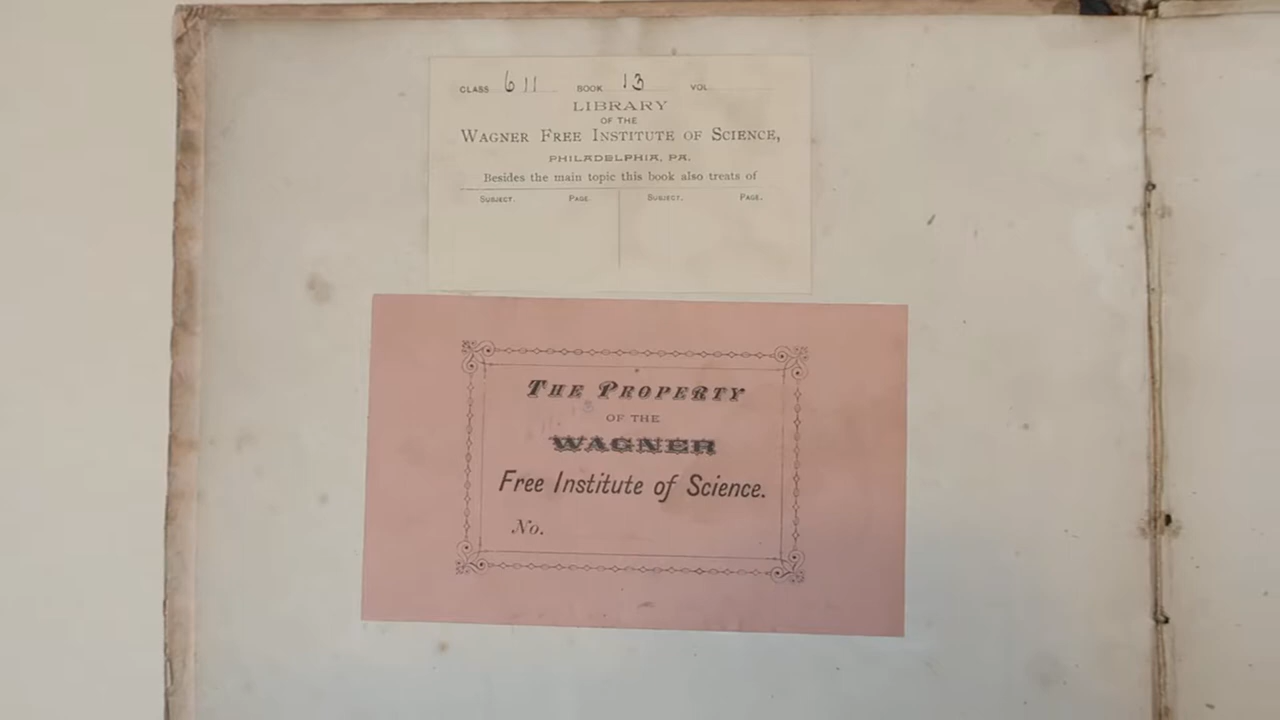 CLASS 611 BOOK 13 VOL
LIBRARY
OF THE
WAGNER FREE INSTITUTE OF SCIENCE,
PHILADELPHIA, PA.
Besides the main topic this book also treats of
SUBJECT. PAGE. SUBJECT. PAGE.
THE PROPERTY
OF THE
WAGNER
Free Institute of Science.
No.